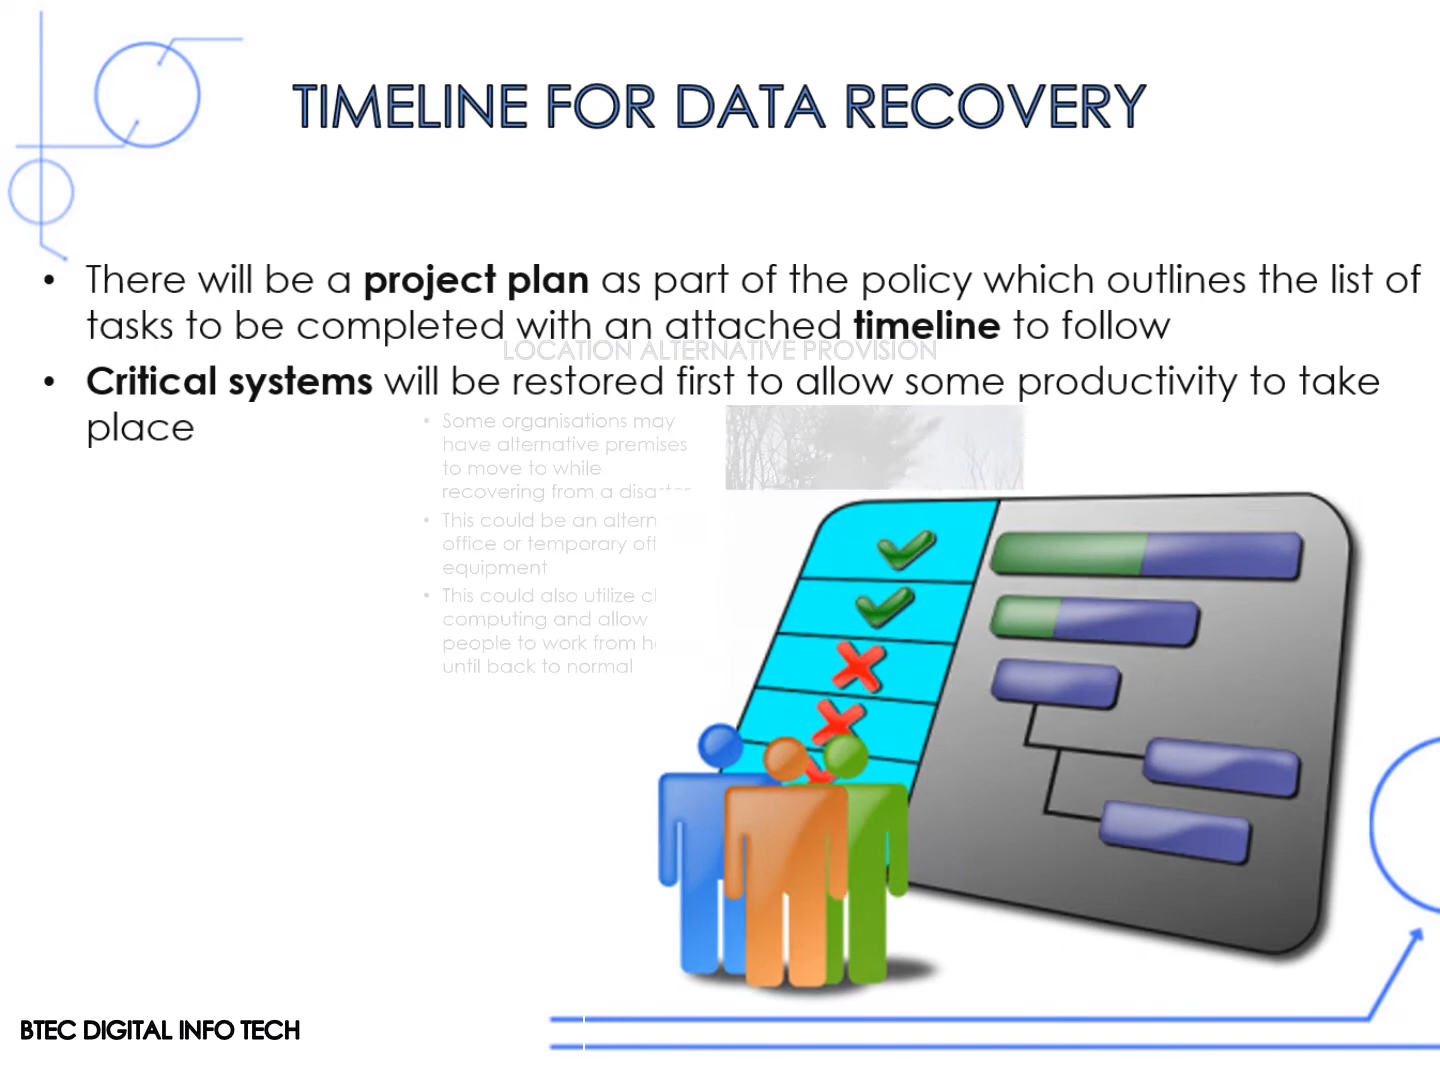 TIMELINE FOR DATA RECOVERY
• There will be a project plan as part of the policy which outlines the list of
tasks to be completed with an attached timeline to follow
• Critical systems will be restored first to allow some productivity to take
place
LOCATION ALTERNATIVE PROVISION
• Some organisations may
have alternative premises
to move to while
recovering from a
• This could be an
office or temporary
equipment
• This could also utilize
computing and allow
people to work from
until back to normal
BTEC DIGITAL INFO TECH